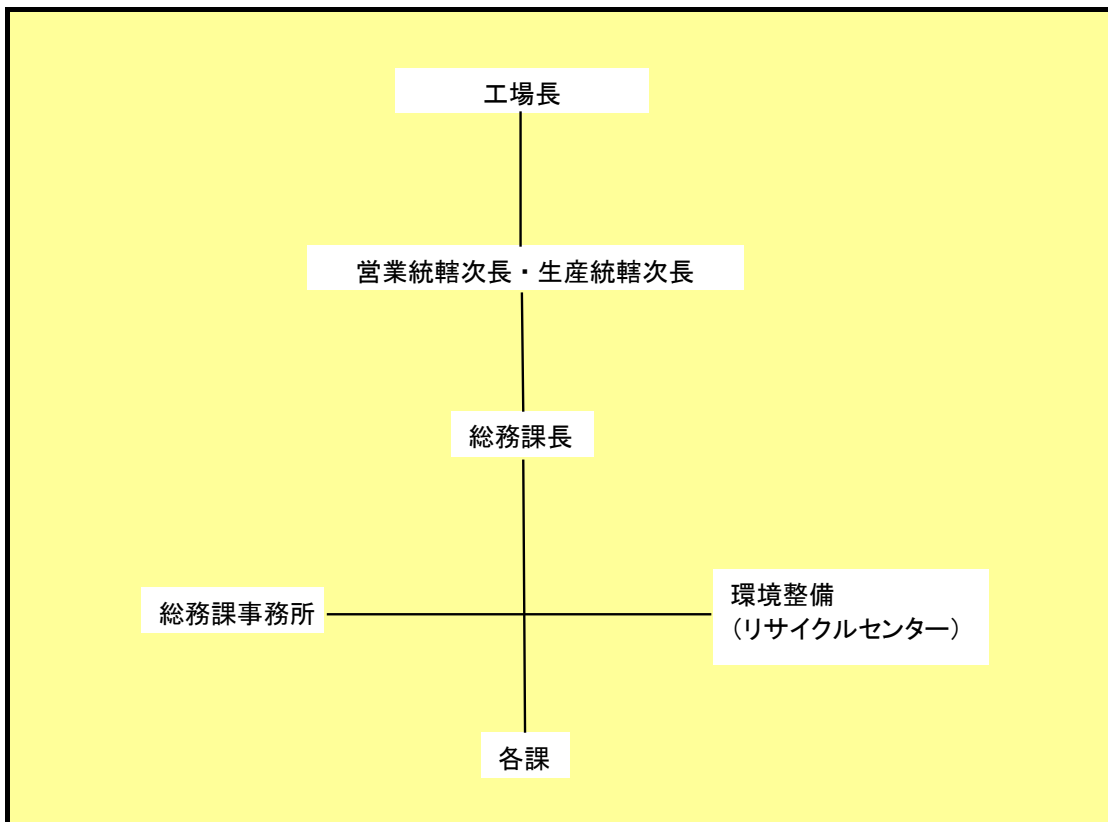 工場長
営業統轄次長・生産統轄次長
総務課長
総務課事務所
環境整備
（リサイクルセンター）
各課